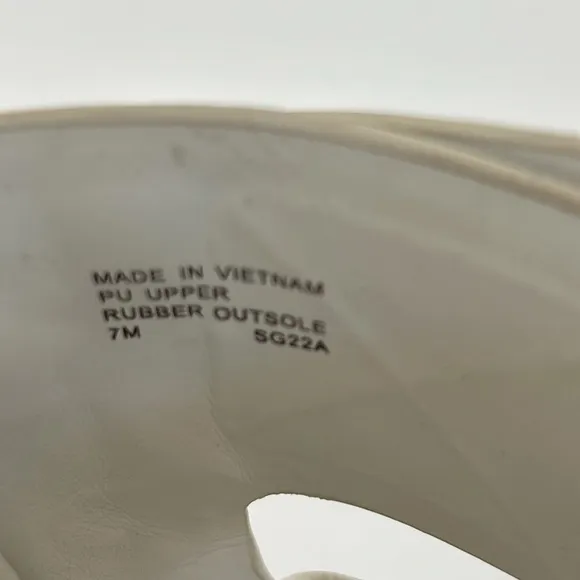 MADE IN VIETNAM
PU UPPER
RUBBER OUTSOLE
7M SG22A